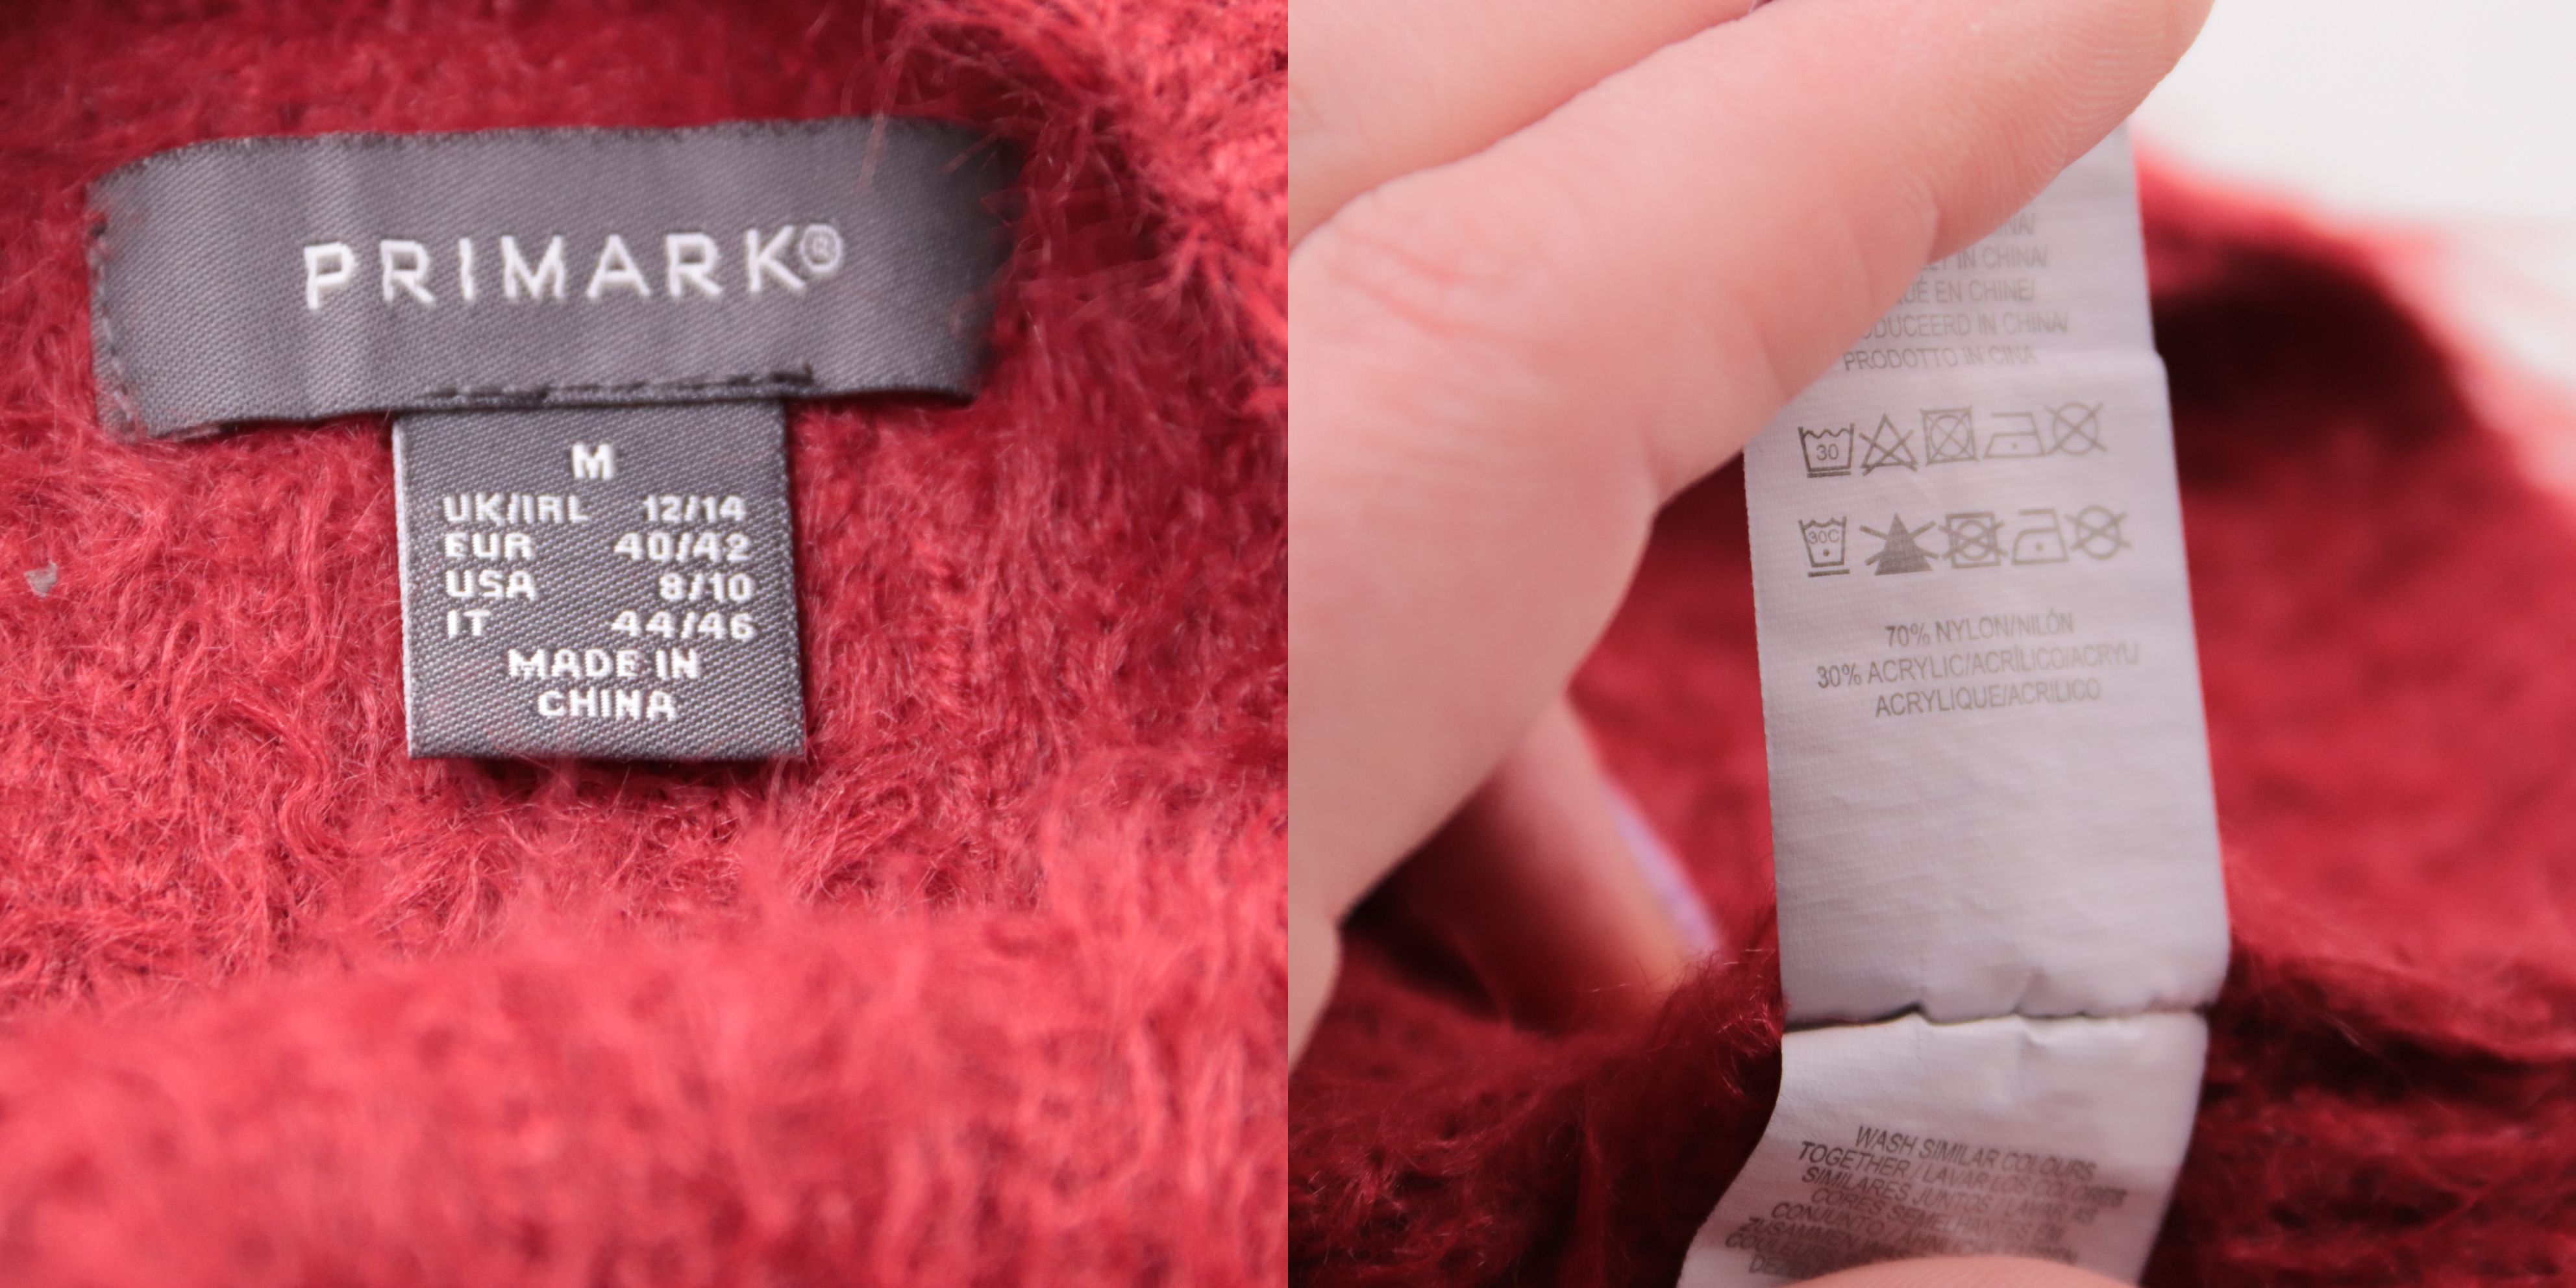 PRIMARK®
M
UK/IRL 12/14
EUR 40/42
USA 8/10
IT 44/46
MADE IN
CHINA
IN CHINA/
EN CHINE/
IN CHINA/
PRODOTTO IN CINA
30
30C
70% NYLON/NILÓN
30% ACRYLIC/ACRÍLICO/ACRYL/
ACRYLIQUE/ACRILICO
WASH SIMILAR COLOURS
TOGETHER / LAVAR LOS COLORES
SIMILARES JUNTOS / LAVAR AS
CORES SEMELHANTES EM
CONJUNTO /
ZUSAMMEN